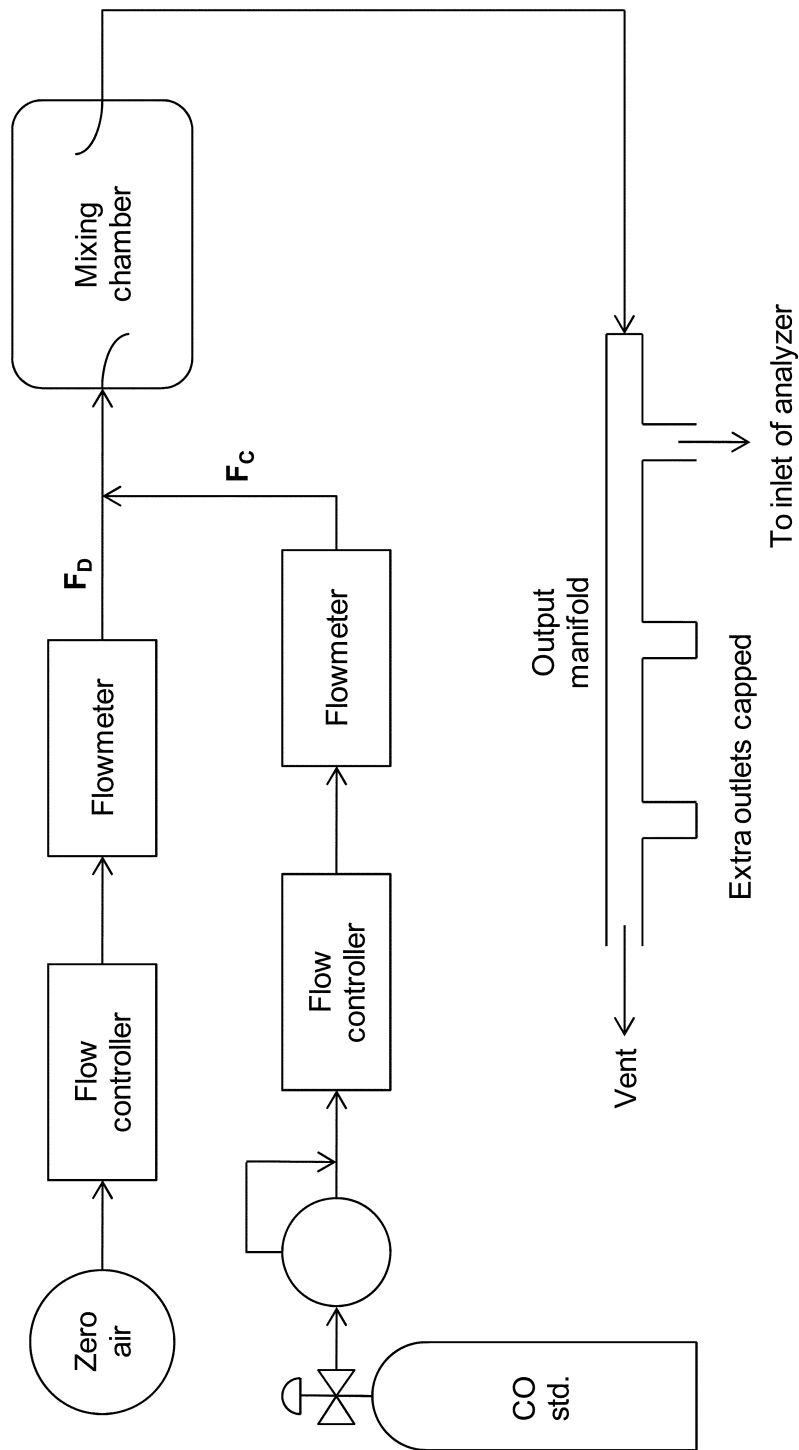 Zero
air
Flow
controller
Flowmeter
F_D
Mixing
chamber
CO
std.
Flow
controller
Flowmeter
F_C
Vent
Output
manifold
Extra outlets capped
To inlet of analyzer